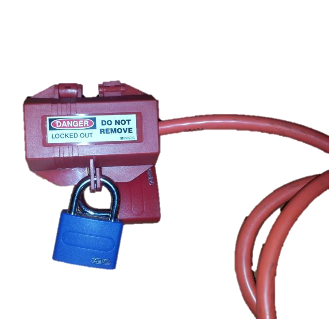 DANGER
LOCKED OUT
DO NOT
REMOVE